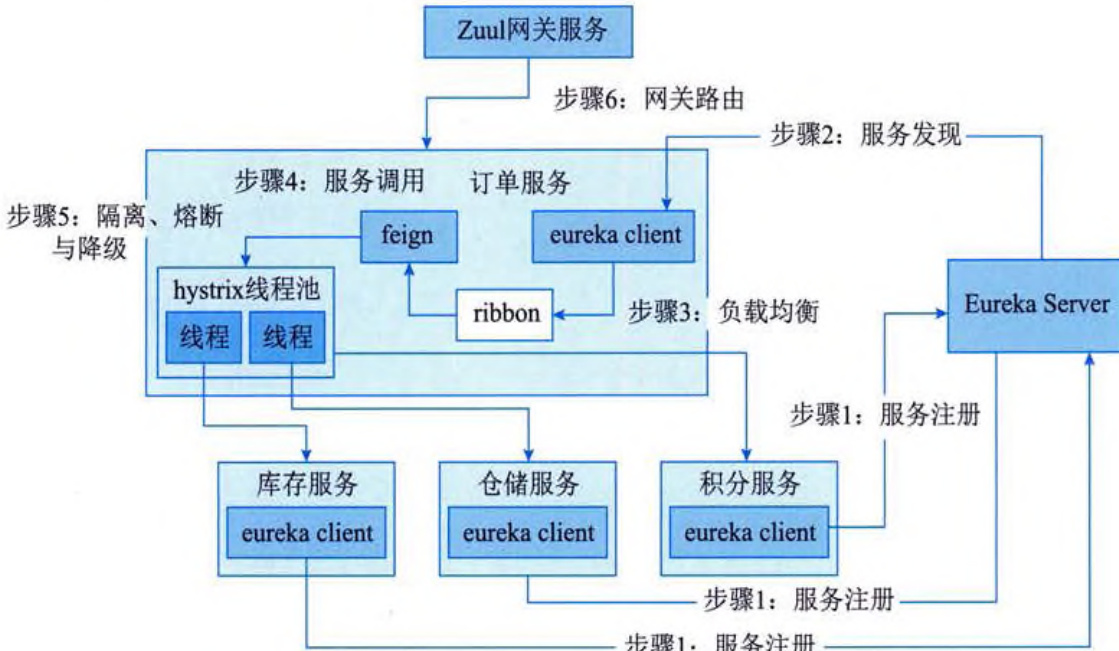 Zuul网关服务
步骤6：网关路由
步骤2：服务发现
步骤4：服务调用
订单服务
步骤5：隔离、熔断
与降级
feign
eureka client
hystrix线程池
线程
线程
ribbon
步骤3：负载均衡
Eureka Server
步骤1：服务注册
库存服务
仓储服务
积分服务
eureka client
eureka client
eureka client
步骤1：服务注册
步骤1：服务注册